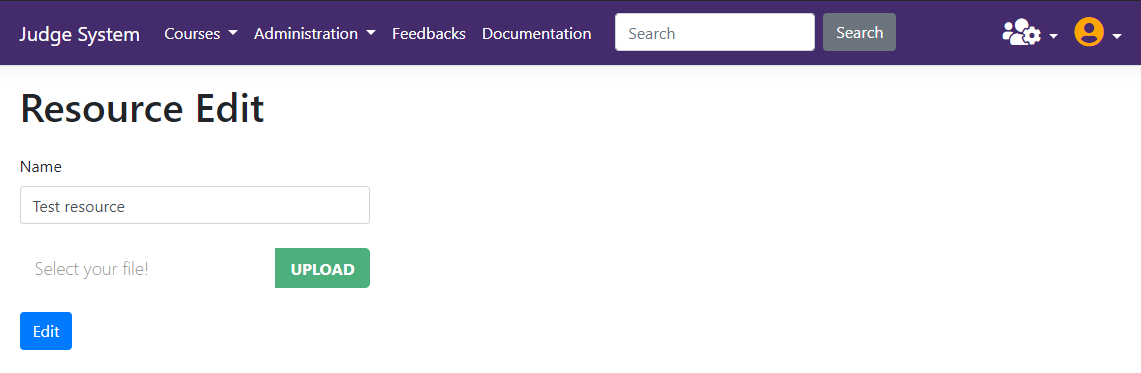 Judge System Courses Administration Feedbacks Documentation Search Search
Resource Edit
Name
Test resource
Select your file! UPLOAD
Edit